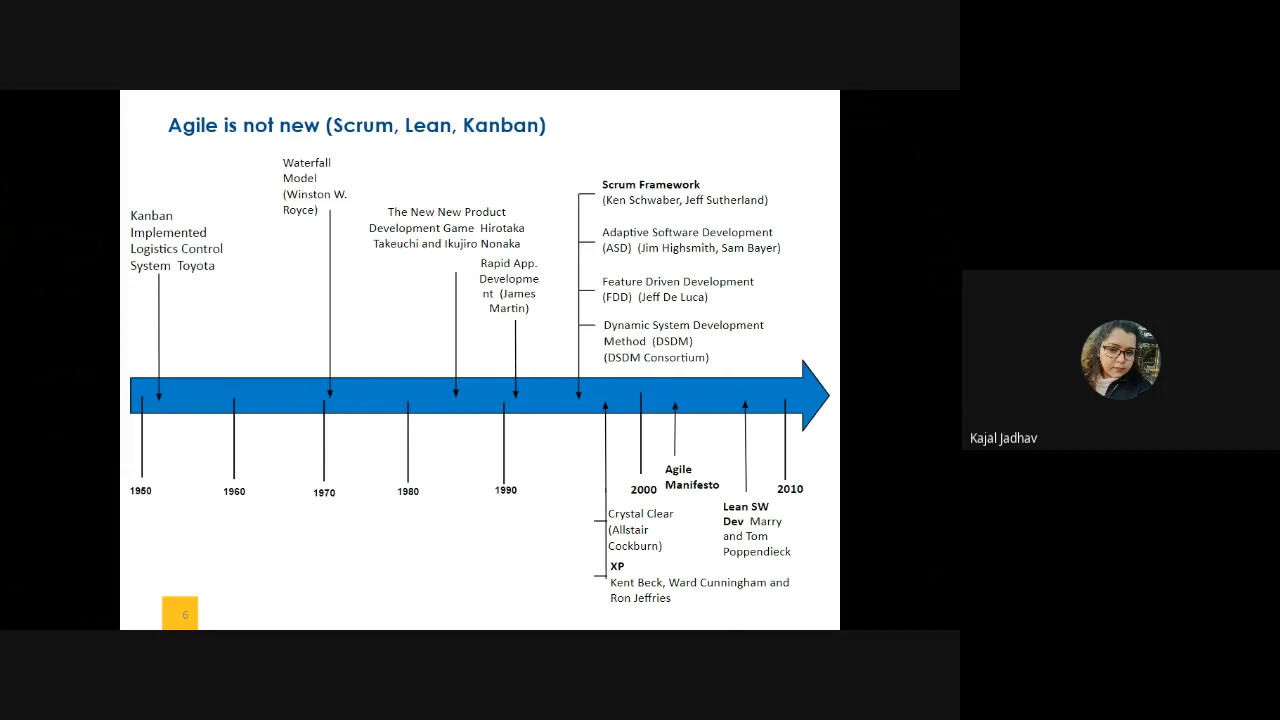 Agile is not new (Scrum, Lean, Kanban)
Kanban
Implemented
Logistics Control
System Toyota
Waterfall
Model
(Winston W.
Royce)
The New New Product
Development Game Hirotaka
Takeuchi and Ikujiro Nonaka
Rapid App.
Developme
nt (James
Martin)
Scrum Framework
(Ken Schwaber, Jeff Sutherland)
Adaptive Software Development
(ASD) (Jim Highsmith, Sam Bayer)
Feature Driven Development
(FDD) (Jeff De Luca)
Dynamic System Development
Method (DSDM)
(DSDM Consortium)
1950
1960
1970
1980
1990
2000
2010
Agile
Manifesto
Crystal Clear
(Allstair
Cockburn)
XP
Kent Beck, Ward Cunningham and
Ron Jeffries
Lean SW
Dev Marry
and Tom
Poppendieck
6
Kajal Jadhav